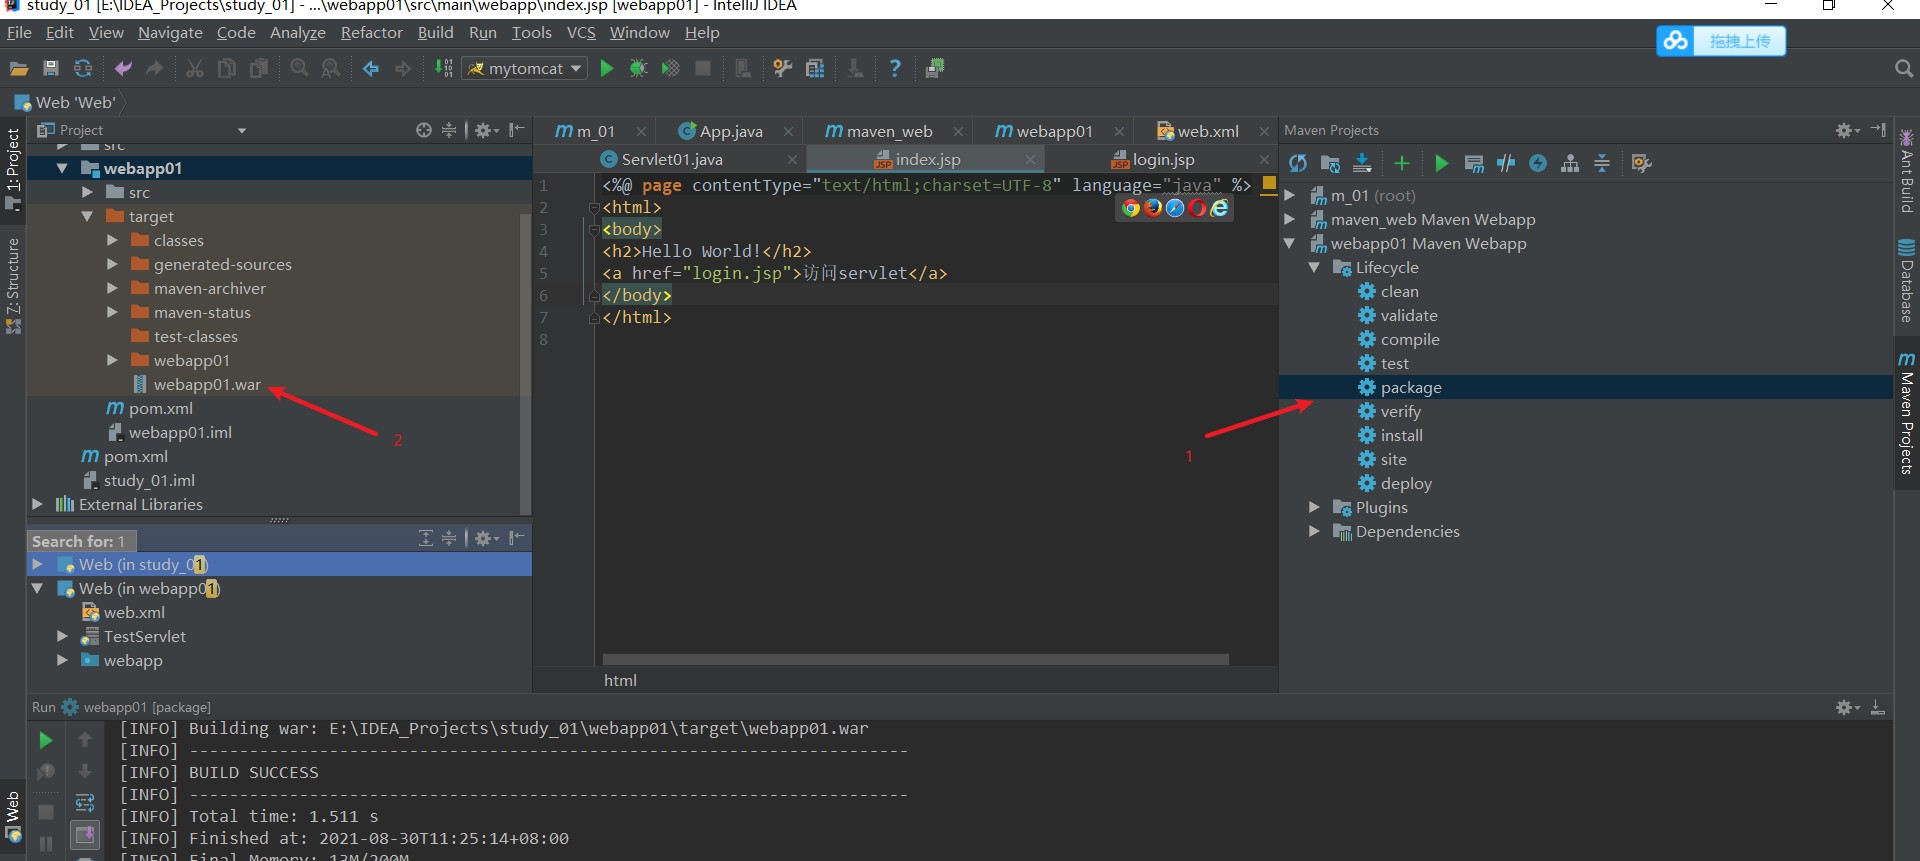 study_01 [E:\IDEA_Projects\study_01] - ...\webapp01\src\main\webapp\index.jsp [webapp01] - IntelliJ IDEA
File Edit View Navigate Code Analyze Refactor Build Run Tools VCS Window Help
拖拽上传
mytomcat
Web 'Web'
1: Project
Z: Structure
Web
Project
src
webapp01
src
target
classes
generated-sources
maven-archiver
maven-status
test-classes
webapp01
webapp01.war
pom.xml
webapp01.iml
pom.xml
study_01.iml
External Libraries
2
Search for: 1
Web (in study_01)
Web (in webapp01)
web.xml
TestServlet
webapp
m_01 App.java maven_web webapp01 web.xml
Servlet01.java index.jsp login.jsp
1 <%@ page contentType="text/html;charset=UTF-8" language="java" %>
2 <html>
3 <body>
4 <h2>Hello World!</h2>
5 <a href="login.jsp">访问servlet</a>
6 </body>
7 </html>
8
html
1
Maven Projects
m_01 (root)
maven_web Maven Webapp
webapp01 Maven Webapp
Lifecycle
clean
validate
compile
test
package
verify
install
site
deploy
Plugins
Dependencies
Ant Build
Database
Maven Projects
Run webapp01 [package]
[INFO] Building war: E:\IDEA_Projects\study_01\webapp01\target\webapp01.war
[INFO] ------------------------------------------------------------------------
[INFO] BUILD SUCCESS
[INFO] ------------------------------------------------------------------------
[INFO] Total time: 1.511 s
[INFO] Finished at: 2021-08-30T11:25:14+08:00
[INFO] Final Memory: 13M/200M